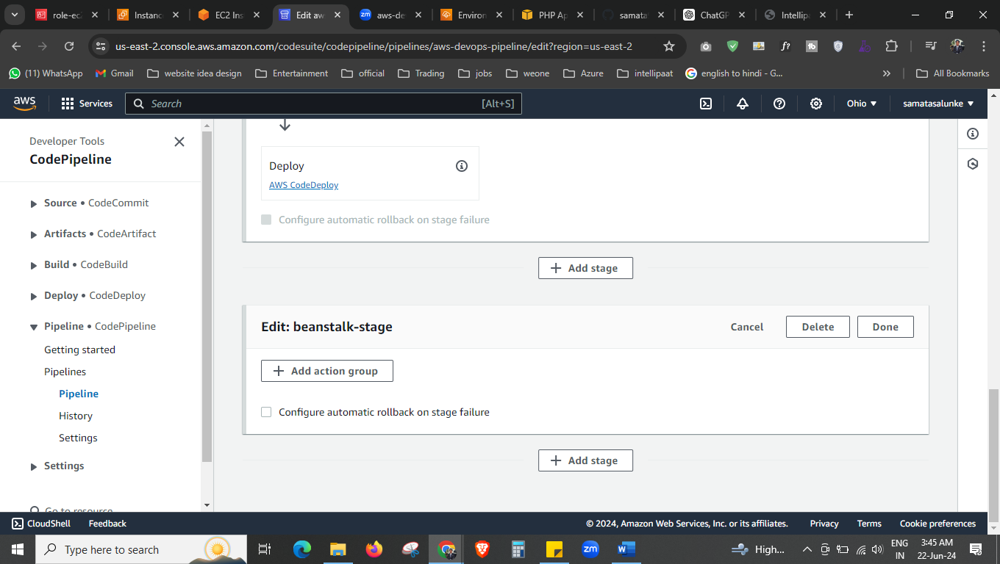 role-ec2
Instanc
EC2 Ins
Edit aw
aws-de
Environ
PHP Ap
samata
ChatGP
Intellipa
us-east-2.console.aws.amazon.com/codesuite/codepipeline/pipelines/aws-devops-pipeline/edit?region=us-east-2
(11) WhatsApp
Gmail
website idea design
Entertainment
official
Trading
jobs
weone
Azure
intellipaat
english to hindi - G...
»
All Bookmarks
aws
Services
Search
[Alt+S]
Ohio
samatasalunke
Developer Tools
CodePipeline
Source • CodeCommit
Artifacts • CodeArtifact
Build • CodeBuild
Deploy • CodeDeploy
Pipeline • CodePipeline
Getting started
Pipelines
Pipeline
History
Settings
Settings
Go to resource
Deploy
AWS CodeDeploy
Configure automatic rollback on stage failure
Add stage
Edit: beanstalk-stage
Cancel
Delete
Done
Add action group
Configure automatic rollback on stage failure
Add stage
CloudShell
Feedback
© 2024, Amazon Web Services, Inc. or its affiliates.
Privacy
Terms
Cookie preferences
Type here to search
High...
ENG
IN
3:45 AM
22-Jun-24